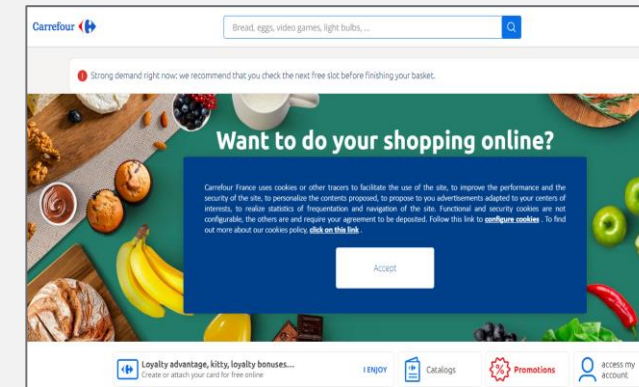 Carrefour
Bread, eggs, video games, light bulbs, ...
Strong demand right now: we recommend that you check the next free slot before finishing your basket.
Want to do your shopping online?
Carrefour France uses cookies or other tracers to facilitate the use of the site, to improve the performance and the
security of the site, to personalize the contents proposed, to propose to you advertisements adapted to your centers of
interests, to realize statistics of frequentation and navigation of the site. Functional and security cookies are not
configurable, the others are and require your agreement to be deposited. Follow this link to configure cookies . To find
out more about our cookies policy, click on this link .
Accept
Loyalty advantage, kitty, loyalty bonuses...
Create or attach your card for free online
I ENJOY
Catalogs
Promotions
access my
account